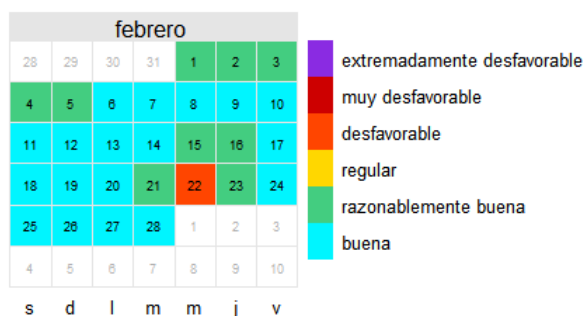 febrero
28 29 30 31 1 2 3
4 5 6 7 8 9 10
11 12 13 14 15 16 17
18 19 20 21 22 23 24
25 26 27 28 1 2 3
4 5 6 7 8 9 10
s d l m m j v
extremadamente desfavorable
muy desfavorable
desfavorable
regular
razonablemente buena
buena